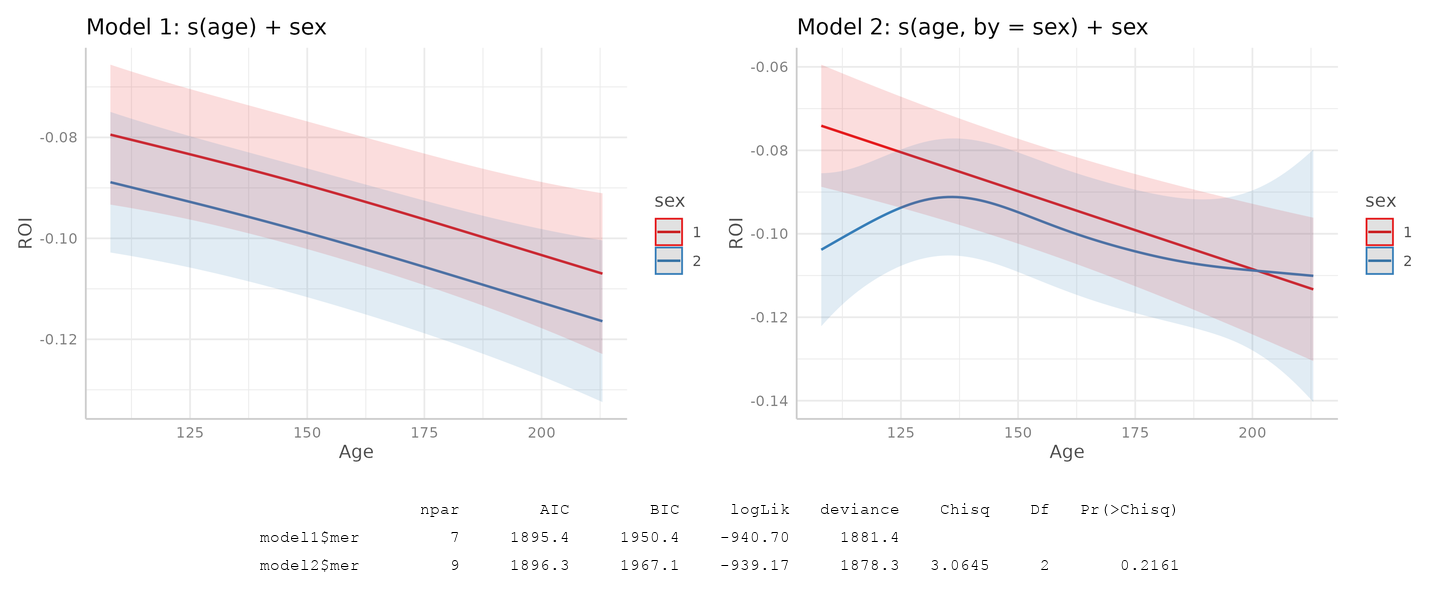 Model 1: s(age) + sex
-0.08
-0.10
-0.12
ROI
125 150 175 200
Age
sex
1
2
Model 2: s(age, by = sex) + sex
-0.06
-0.08
-0.10
-0.12
-0.14
ROI
125 150 175 200
Age
sex
1
2
npar AIC BIC logLik deviance Chisq Df Pr(>Chisq)
model1$mer 7 1895.4 1950.4 -940.70 1881.4
model2$mer 9 1896.3 1967.1 -939.17 1878.3 3.0645 2 0.2161